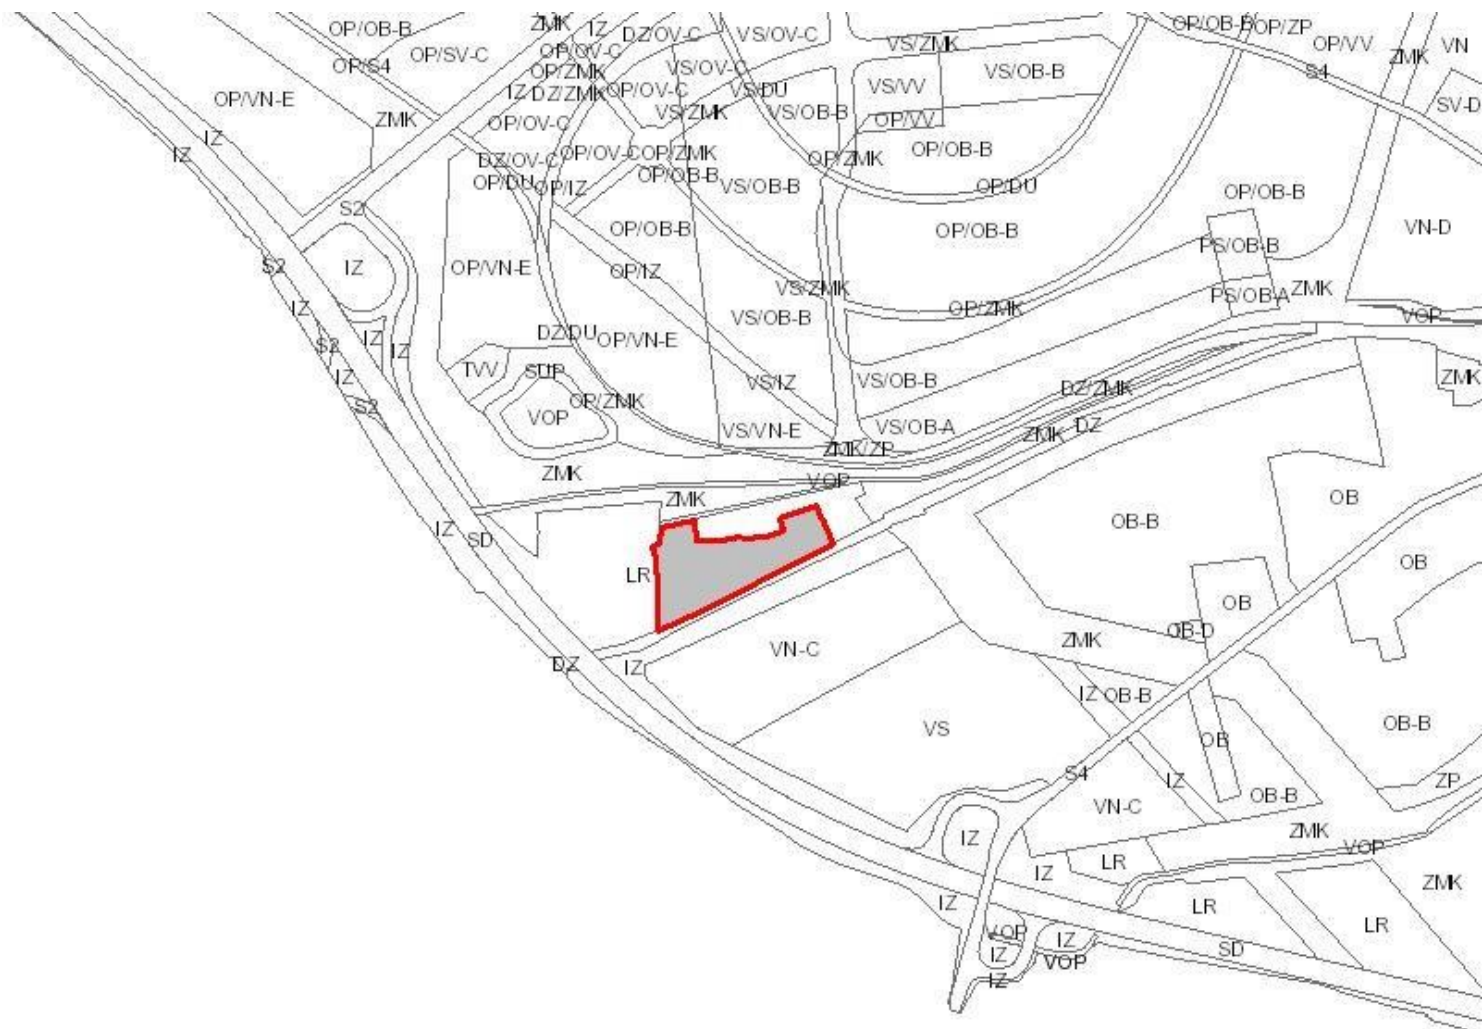 OP/OB-B
ZMK
IZ
DZ/OV-C
VS/OV-C
VS/ZMK
OP/OB-B
OP/ZP
OP/VV
ZMK
VN
OP/SV-C
OP/S4
OP/OV-C
OP/ZMK
VS/OV-C
VS/OB-B
S4
OP/VN-E
IZ
DZ/ZMK
OP/OV-C
VS/DU
VS/VV
SV-D
ZMK
OP/OV-C
VS/ZMK
VS/OB-B
OP/VV
IZ
IZ
DZ/OV-C
OP/OV-C
OP/ZMK
OP/ZMK
OP/OB-B
OP/DU
OP/IZ
OP/OB-B
VS/OB-B
OP/DU
OP/OB-B
S2
OP/OB-B
OP/OB-B
VN-D
PS/OB-B
S2
IZ
OP/VN-E
OP/IZ
VS/ZMK
ZMK
PS/OB-A
IZ
OP/ZMK
VOP
VS/OB-B
S2
IZ
IZ
DZ/DU
OP/VN-E
IZ
TVV
SUP
VS/IZ
VS/OB-B
DZ/ZMK
ZMK
S2
VOP
OP/ZMK
VS/VN-E
VS/OB-A
ZMK
DZ
ZMK/ZP
ZMK
VOP
ZMK
OB
OB-B
IZ
SD
LR
OB
OB
OB-D
ZMK
VN-C
DZ
IZ
IZ
OB-B
VS
OB
OB-B
S4
IZ
OB-B
ZP
VN-C
IZ
ZMK
VOP
IZ
LR
ZMK
IZ
LR
LR
VOP
IZ
SD
IZ
VOP
IZ